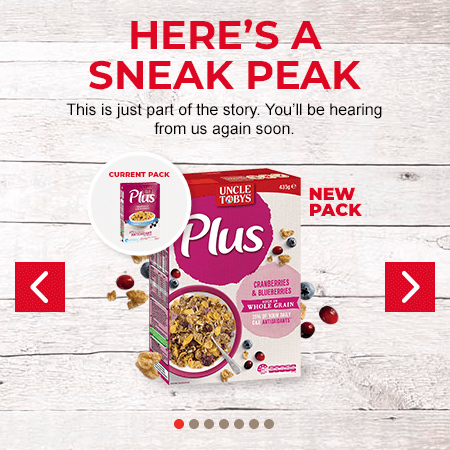 HERE'S A
SNEAK PEAK
This is just part of the story. You'll be hearing
from us again soon.
CURRENT PACK
Plus
UNCLE
TOBYS
435g
NEW
PACK
Plus
CRANBERRIES
& BLUEBERRIES
WHOLE GRAIN
25% OF YOUR DAILY
ANTIOXIDANTS